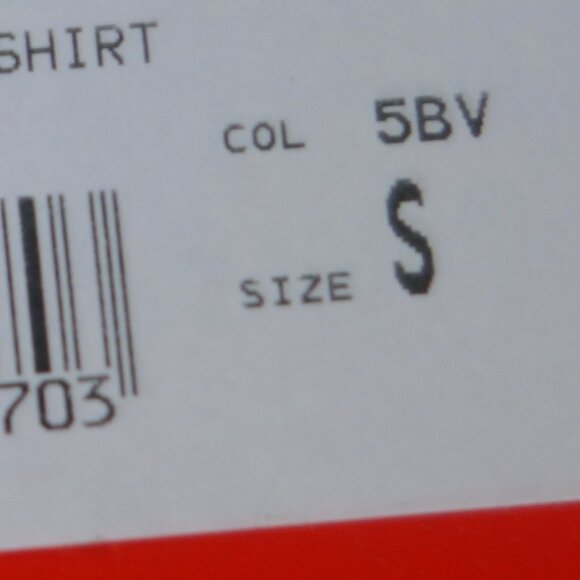 SHIRT
COL 5BV
SIZE S
703